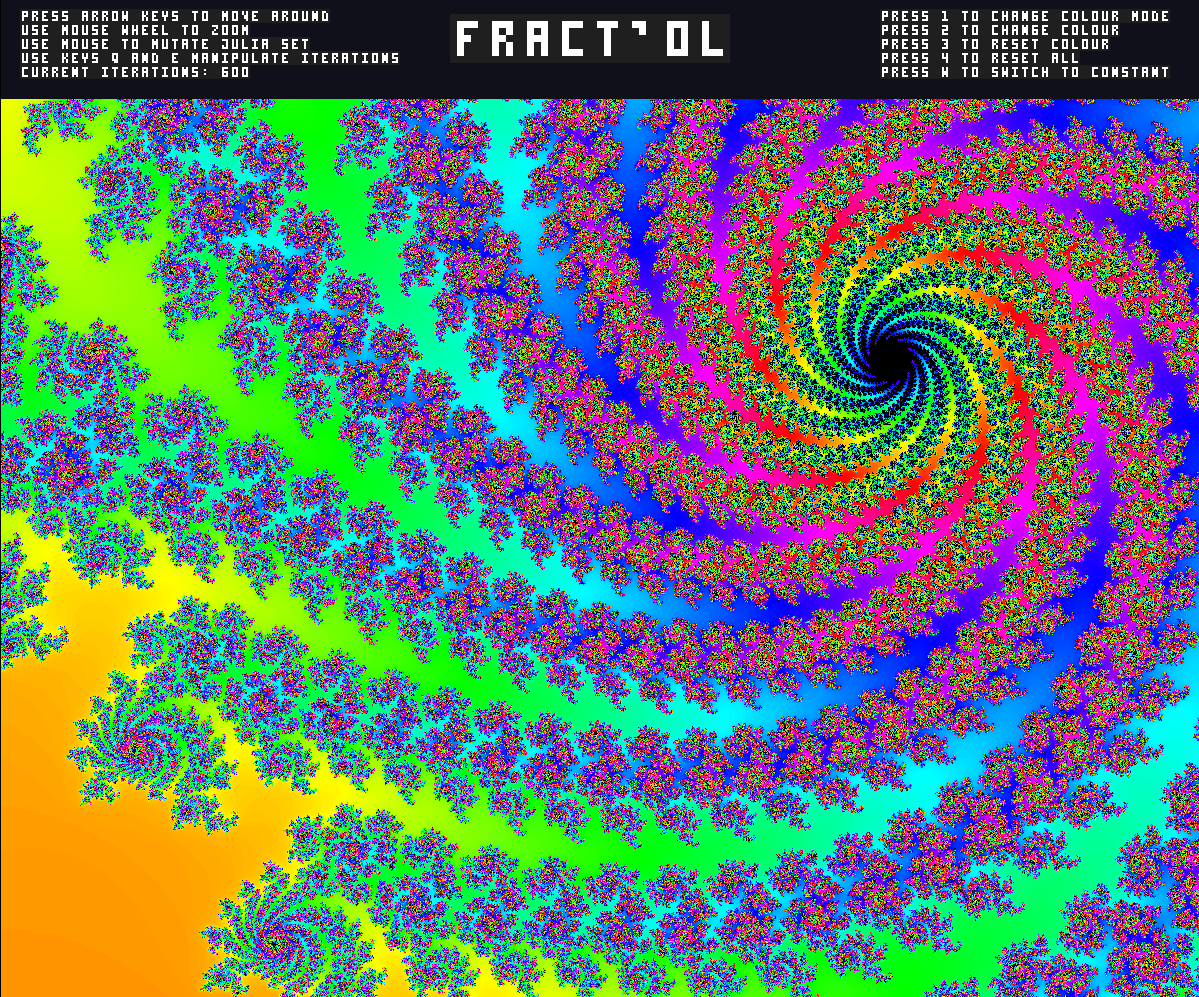 PRESS ARROW KEYS TO MOVE AROUND
USE MOUSE WHEEL TO ZOOM
USE MOUSE TO MUTATE JULIA SET
USE KEYS Q AND E MANIPULATE ITERATIONS
CURRENT ITERATIONS: 600
FRACT'OL
PRESS 1 TO CHANGE COLOUR MODE
PRESS 2 TO CHANGE COLOUR
PRESS 3 TO RESET COLOUR
PRESS 4 TO RESET ALL
PRESS W TO SWITCH TO CONSTANT